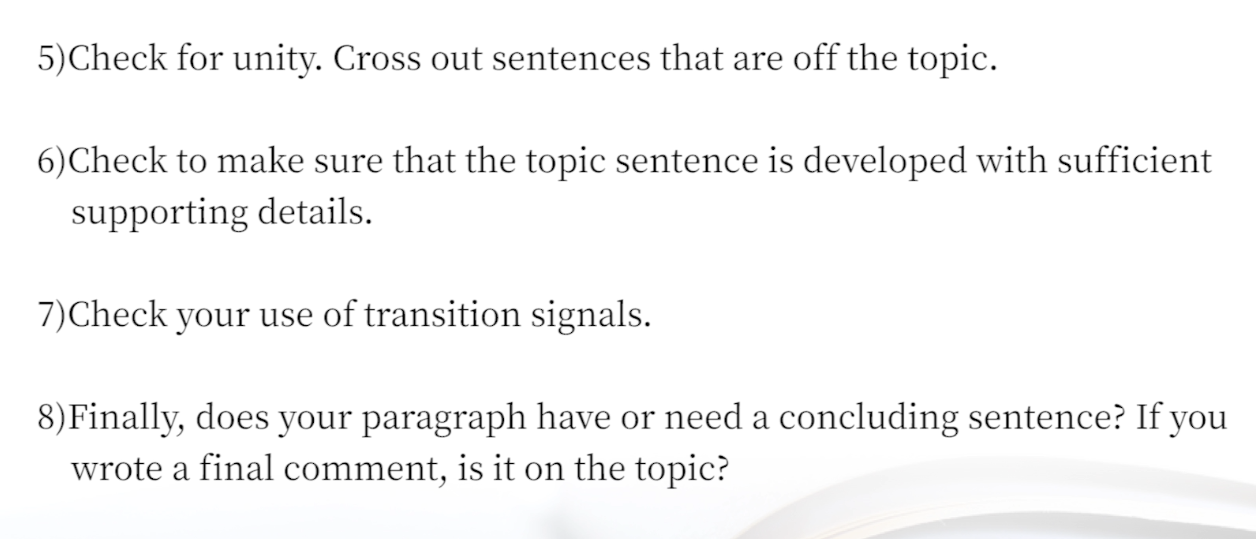 5)Check for unity. Cross out sentences that are off the topic.
6)Check to make sure that the topic sentence is developed with sufficient
supporting details.
7)Check your use of transition signals.
8)Finally, does your paragraph have or need a concluding sentence? If you
wrote a final comment, is it on the topic?